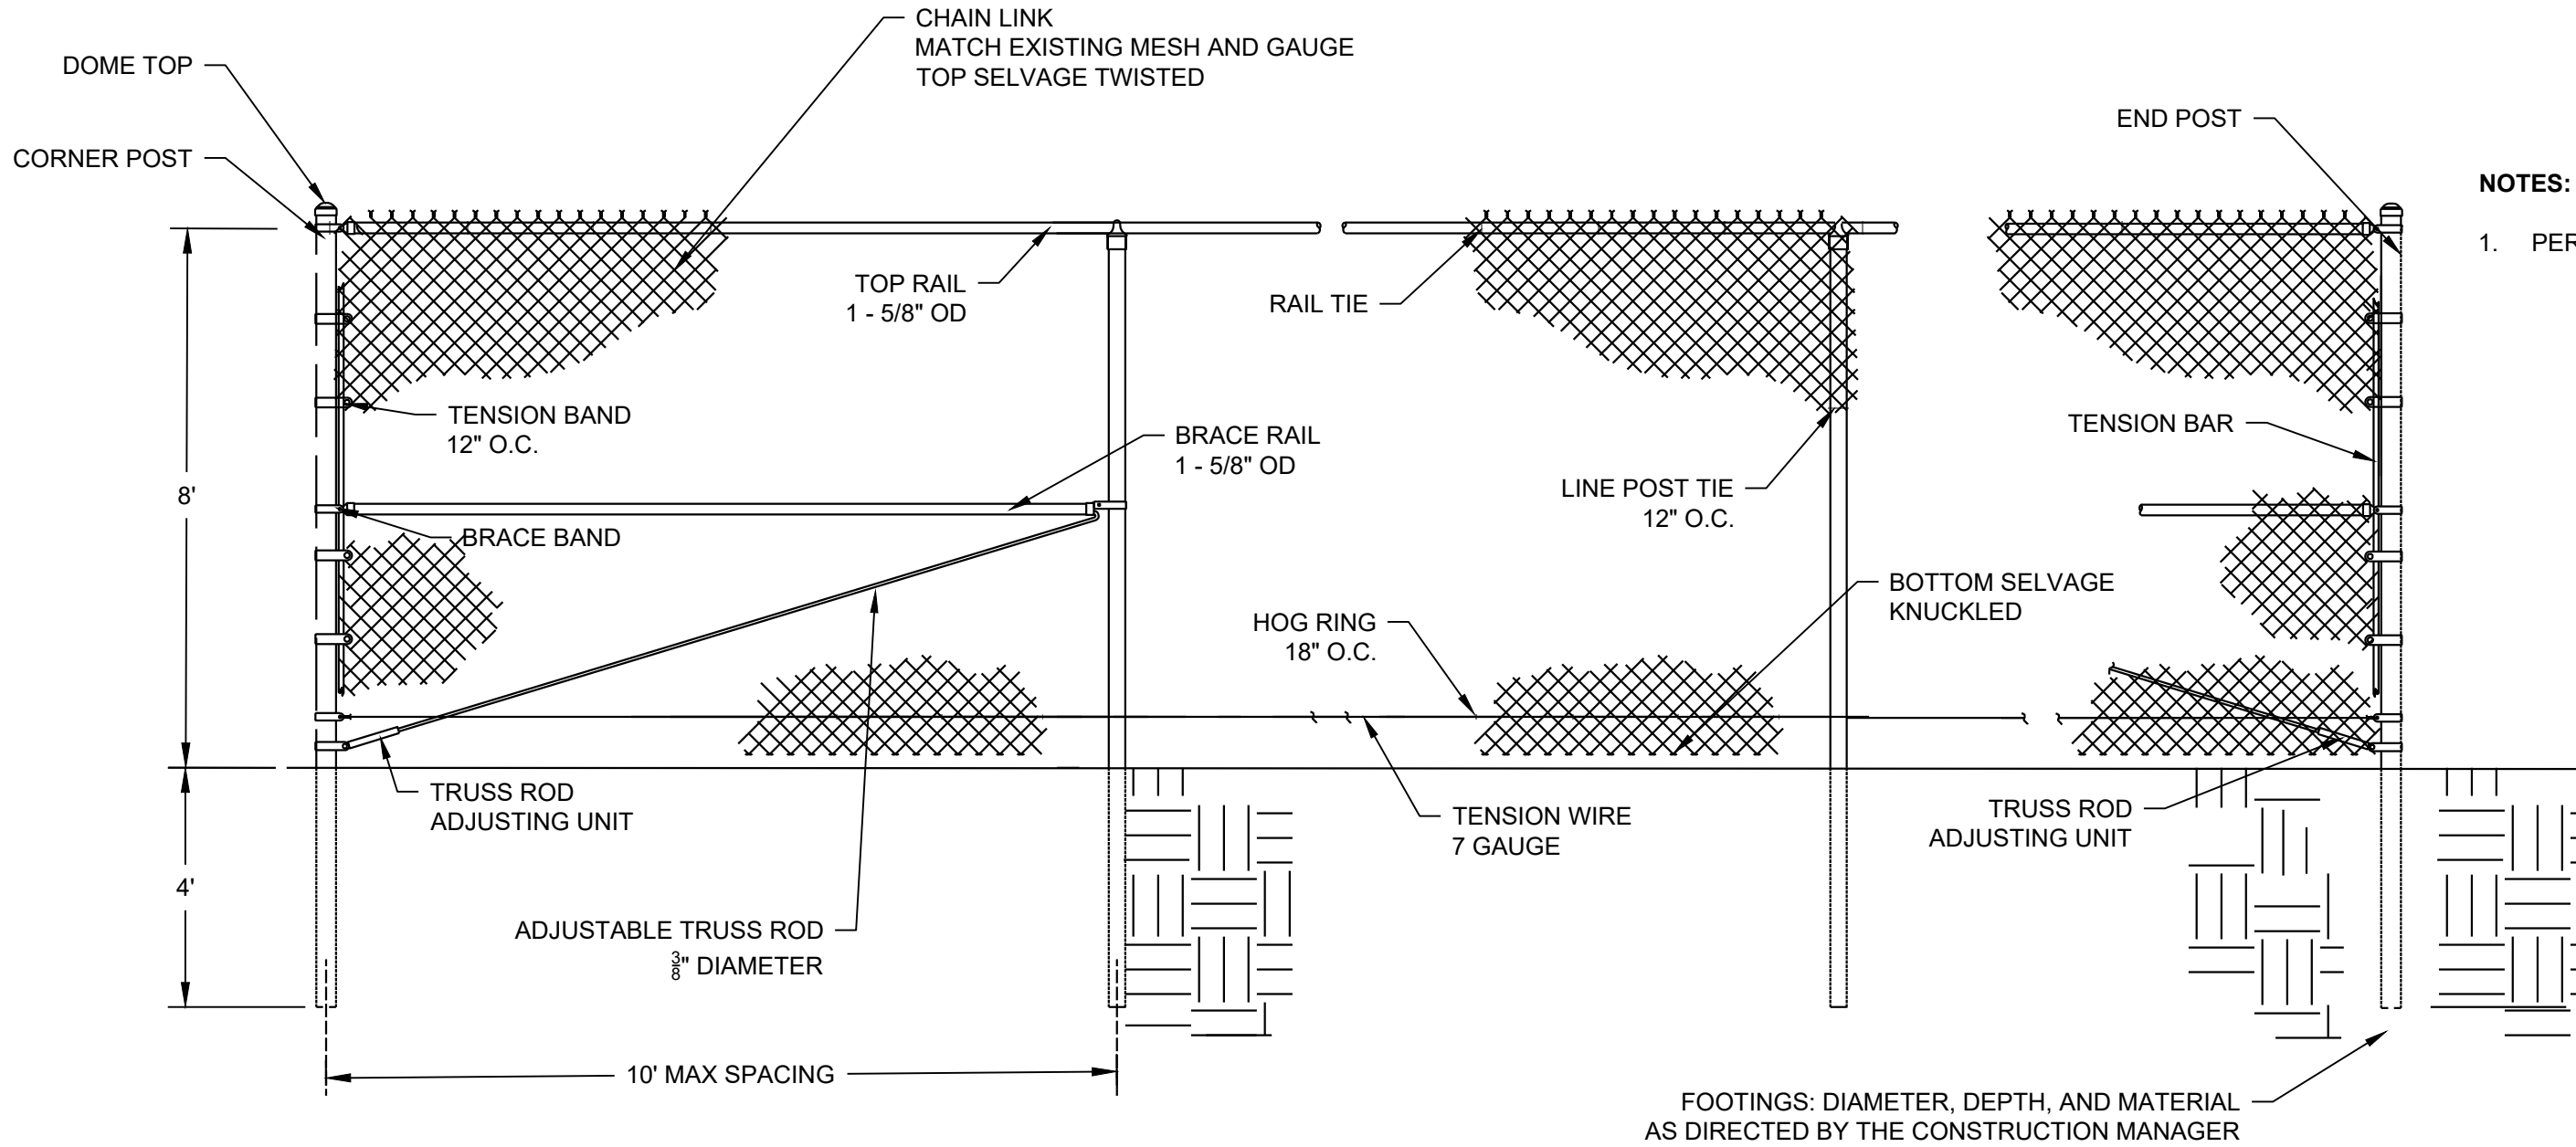 CHAIN LINK
MATCH EXISTING MESH AND GAUGE
TOP SELVAGE TWISTED
DOME TOP
CORNER POST
END POST
NOTES:
1. PER
TOP RAIL
1 - 5/8" OD
RAIL TIE
TENSION BAND
12" O.C.
BRACE RAIL
1 - 5/8" OD
TENSION BAR
8'
LINE POST TIE
12" O.C.
BRACE BAND
BOTTOM SELVAGE
KNUCKLED
HOG RING
18" O.C.
TRUSS ROD
ADJUSTING UNIT
TENSION WIRE
7 GAUGE
TRUSS ROD
ADJUSTING UNIT
4'
ADJUSTABLE TRUSS ROD
3/8" DIAMETER
10' MAX SPACING
FOOTINGS: DIAMETER, DEPTH, AND MATERIAL
AS DIRECTED BY THE CONSTRUCTION MANAGER